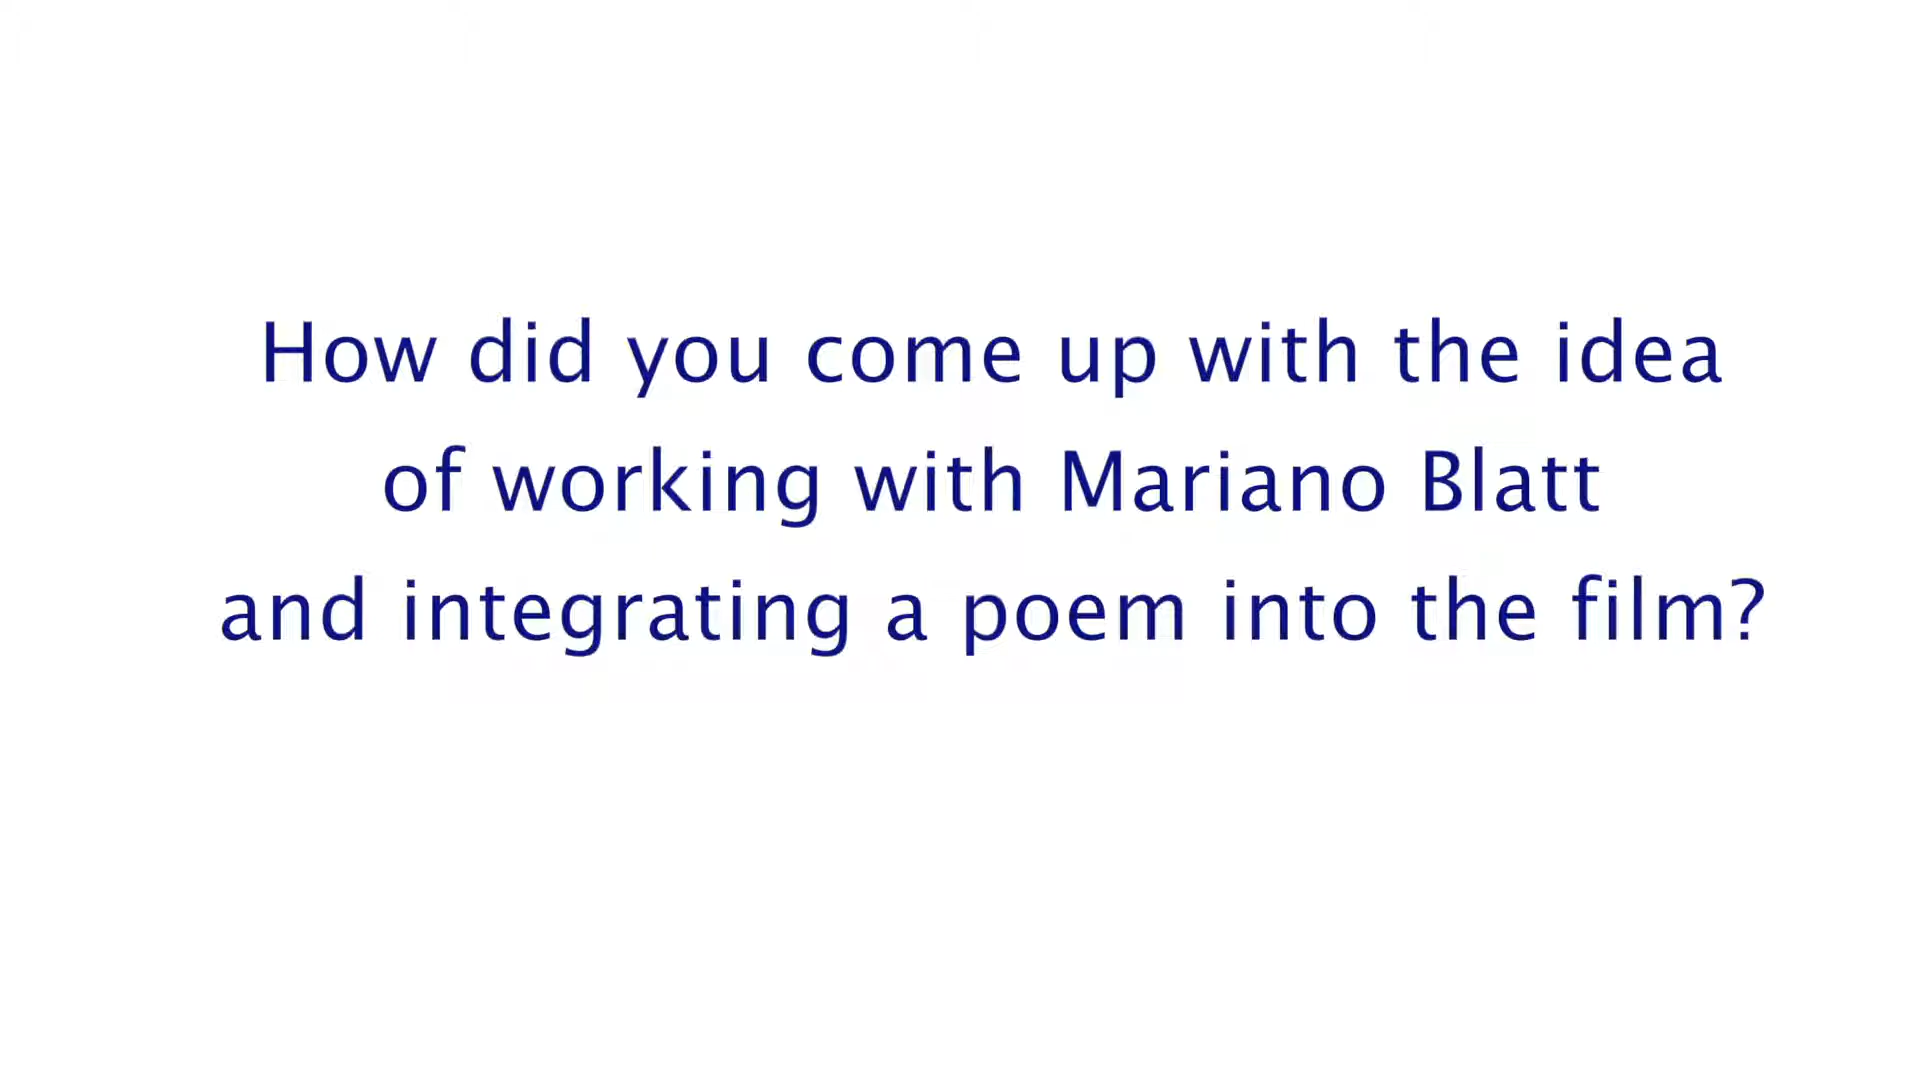 How did you come up with the idea
of working with Mariano Blatt
and integrating a poem into the film?